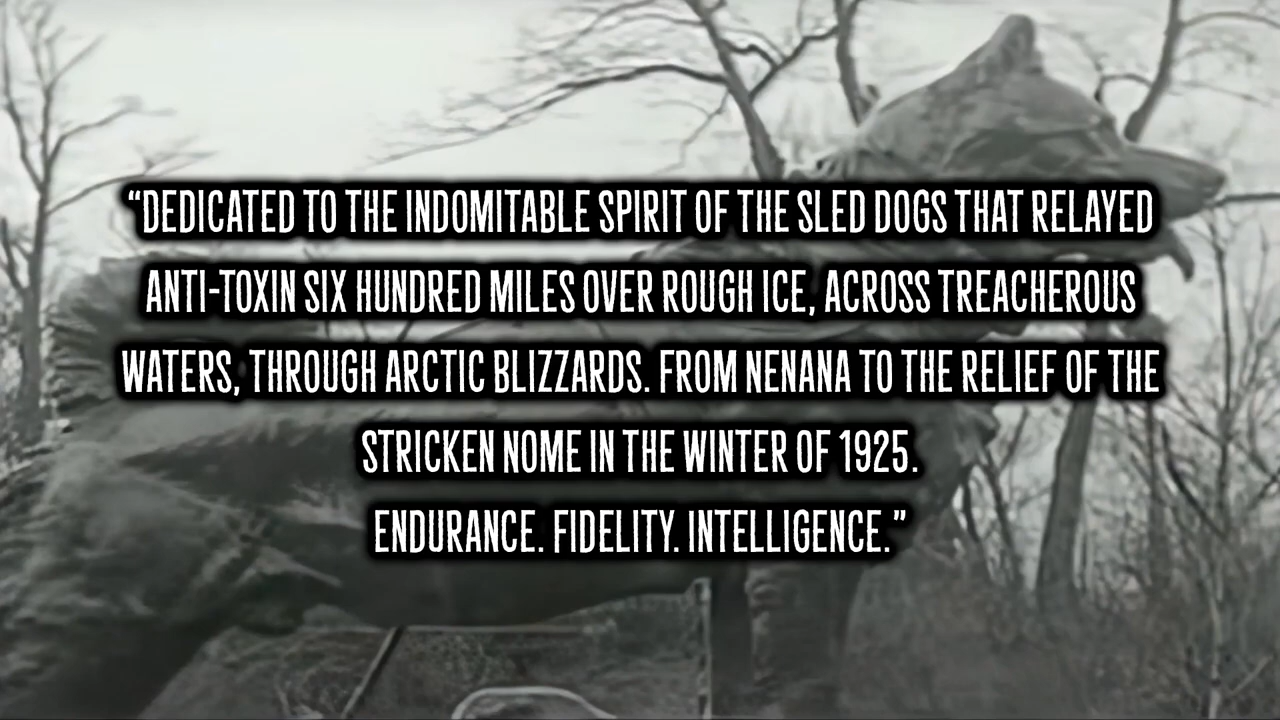 “DEDICATED TO THE INDOMITABLE SPIRIT OF THE SLED DOGS THAT RELAYED
ANTI-TOXIN SIX HUNDRED MILES OVER ROUGH ICE, ACROSS TREACHEROUS
WATERS, THROUGH ARCTIC BLIZZARDS. FROM NENANA TO THE RELIEF OF THE
STRICKEN NOME IN THE WINTER OF 1925.
ENDURANCE. FIDELITY. INTELLIGENCE.”